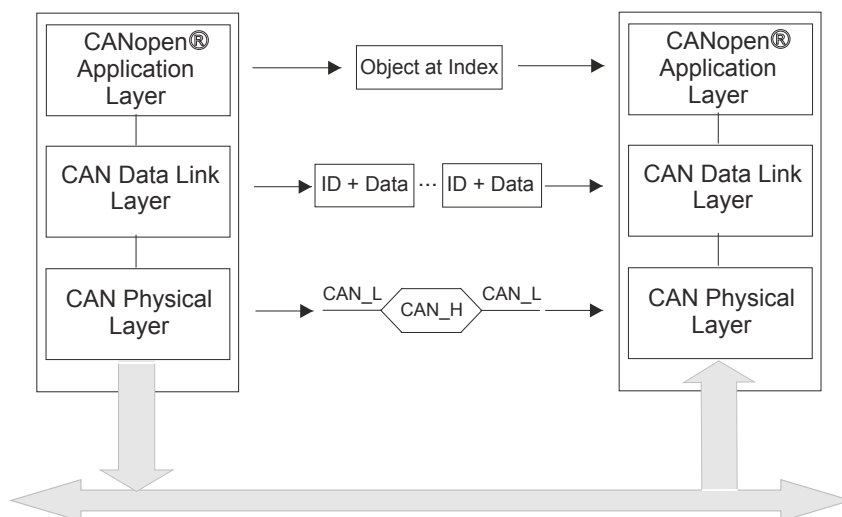 CANopen®
Application
Layer
Object at Index
CANopen®
Application
Layer
CAN Data Link
Layer
ID + Data ... ID + Data
CAN Data Link
Layer
CAN Physical
Layer
CAN_L
CAN_H
CAN_L
CAN Physical
Layer